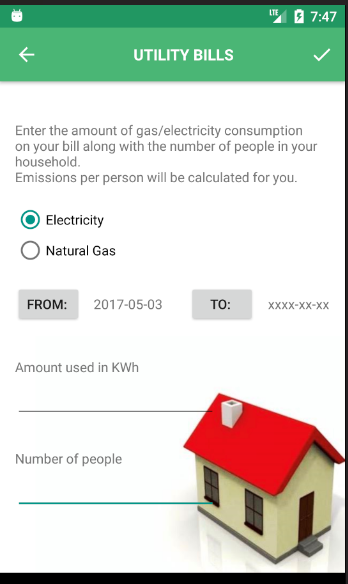 LTE 7:47
UTILITY BILLS
Enter the amount of gas/electricity consumption
on your bill along with the number of people in your
household.
Emissions per person will be calculated for you.
Electricity
Natural Gas
FROM: 2017-05-03 TO: xxxx-xx-xx
Amount used in KWh
Number of people